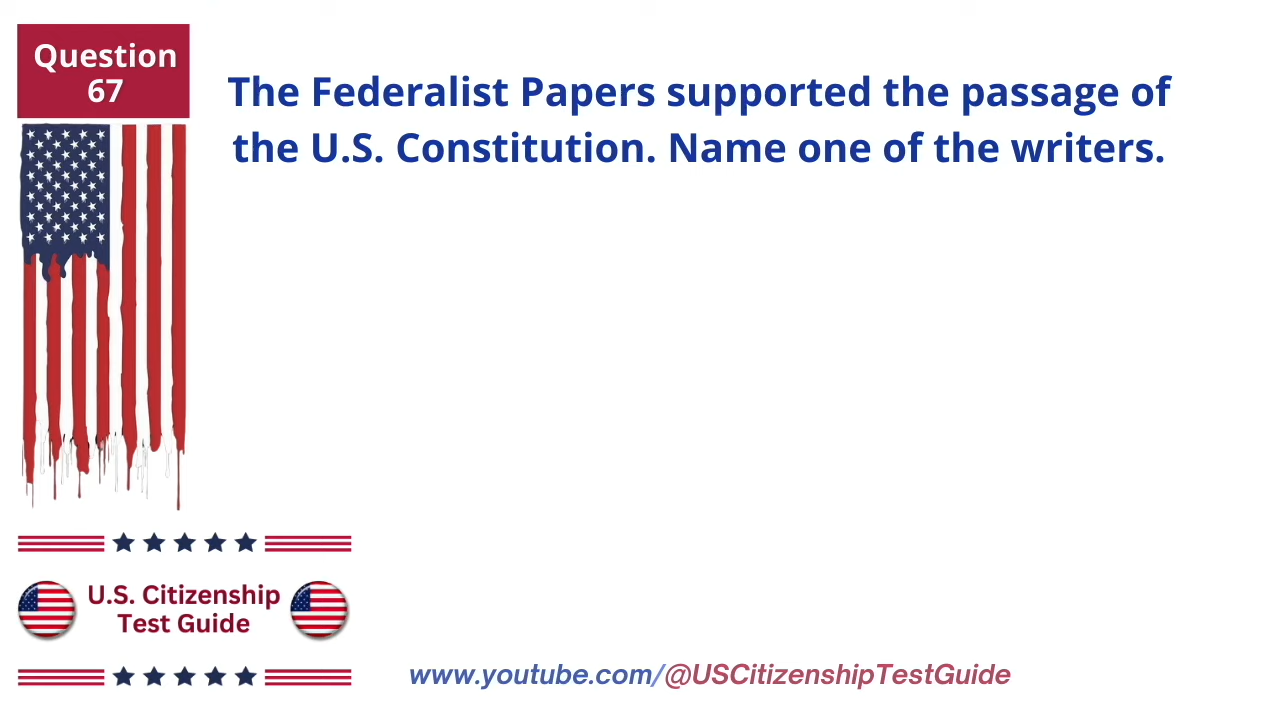 Question
67
The Federalist Papers supported the passage of
the U.S. Constitution. Name one of the writers.
U.S. Citizenship
Test Guide
www.youtube.com/@USCitizenshipTestGuide